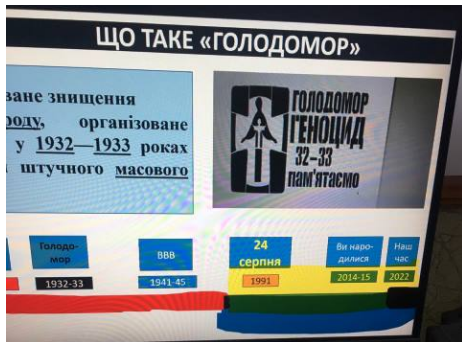 ЩО ТАКЕ «ГОЛОДОМОР»
ване знищення
роду, організоване
у 1932—1933 роках
штучного масового
ГОЛОДОМОР
ГЕНОЦИД
32–33
пам'ятаємо
Голодо-
мор
ВВВ
24
серпня
Ви наро-
дилися
Наш
час
1932-33
1941-45
1991
2014-15
2022